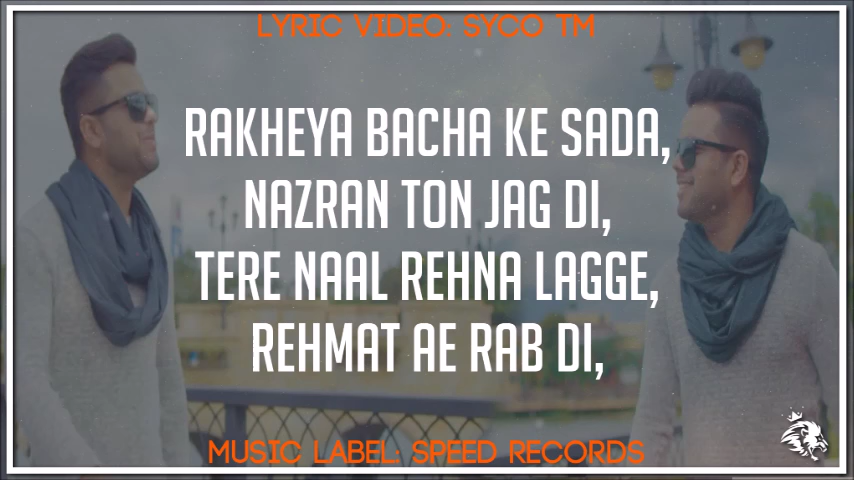 LYRIC VIDEO: SYCO TM
RAKHEYA BACHA KE SADA,
NAZRAN TON JAG DI,
TERE NAAL REHNA LAGGE,
REHMAT AE RAB DI,
MUSIC LABEL: SPEED RECORDS